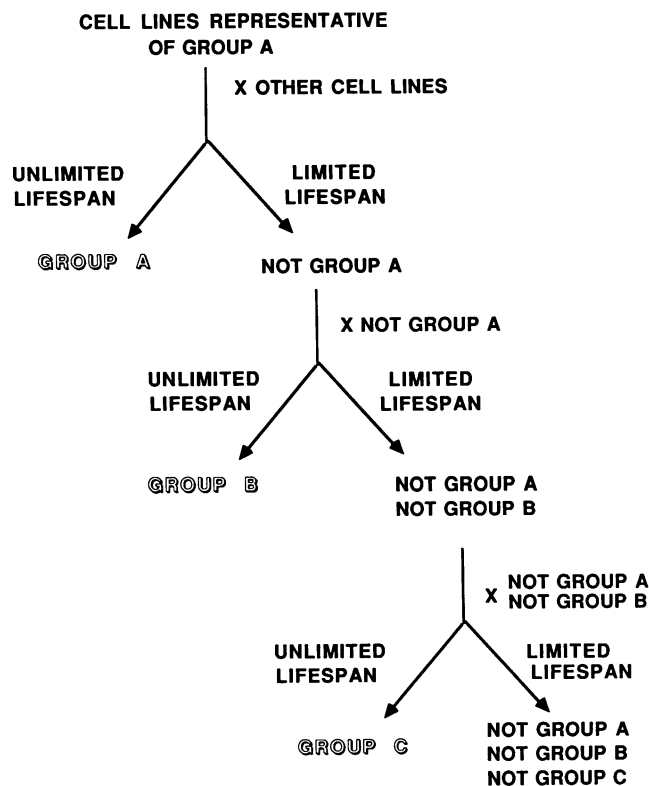 CELL LINES REPRESENTATIVE
OF GROUP A
X OTHER CELL LINES
UNLIMITED
LIFESPAN
LIMITED
LIFESPAN
GROUP A
NOT GROUP A
X NOT GROUP A
UNLIMITED
LIFESPAN
LIMITED
LIFESPAN
GROUP B
NOT GROUP A
NOT GROUP B
X NOT GROUP A
NOT GROUP B
UNLIMITED
LIFESPAN
LIMITED
LIFESPAN
GROUP C
NOT GROUP A
NOT GROUP B
NOT GROUP C